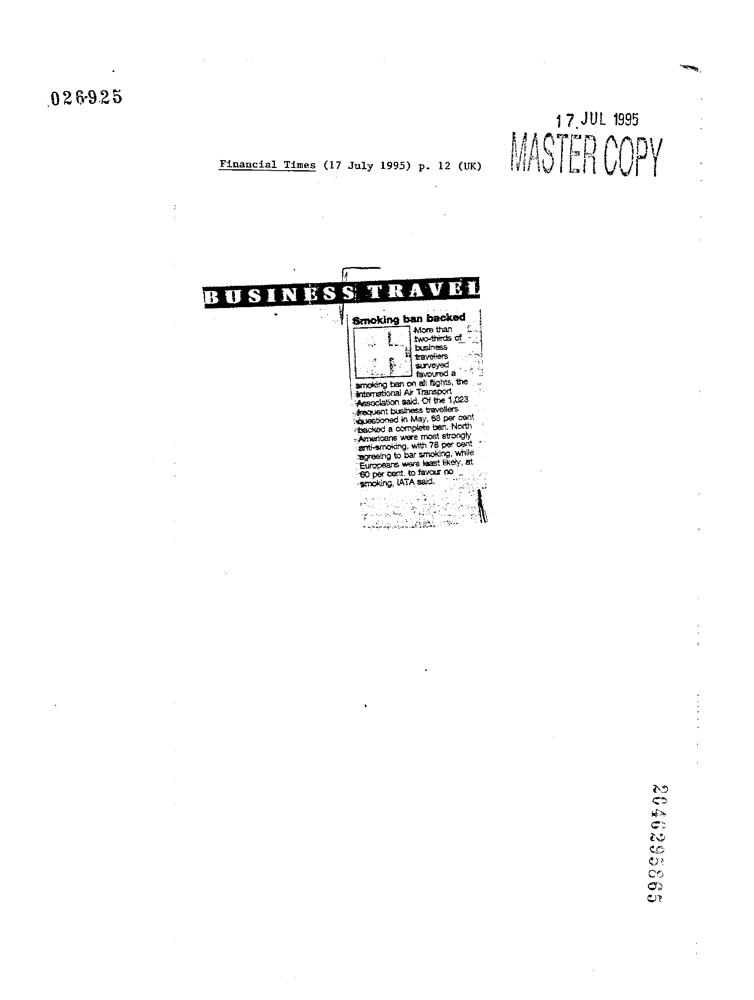 026925
17 JUL 1995
MASTER COPY
Financial Times (17 July 1995) p. 12 (UK)
BUSINESS TRAVEL
Smoking ban backed
More than
two-thirds of
business
travellers
surveyed
favoured a
smoking ban on all flights, the
International Air Transport
Association said. Of the 1,023
frequent business travellers
questioned in May, 68 per cent
backed a complete ban. North
Americans were most strongly
anti-smoking, with 78 per cent
agreeing to bar smoking, while
Europeans were least likely, at
60 per cent, to favour no
smoking, IATA said.
2046295865